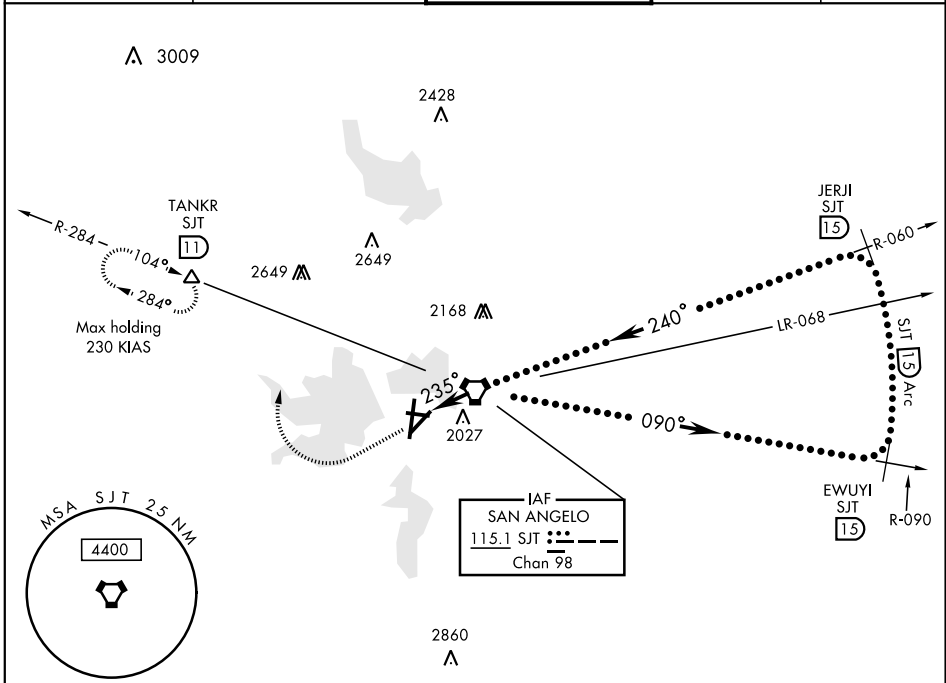 3009
2428
JERJI
SJT
15
R-060
TANKR
SJT
11
R-284
104°
284°
2649
2649
Max holding
230 KIAS
2168
240°
LR-068
SJT 15 Arc
235°
2027
090°
EWUYI
SJT
15
R-090
IAF
SAN ANGELO
115.1 SJT
Chan 98
MSA SJT 25 NM
4400
2860